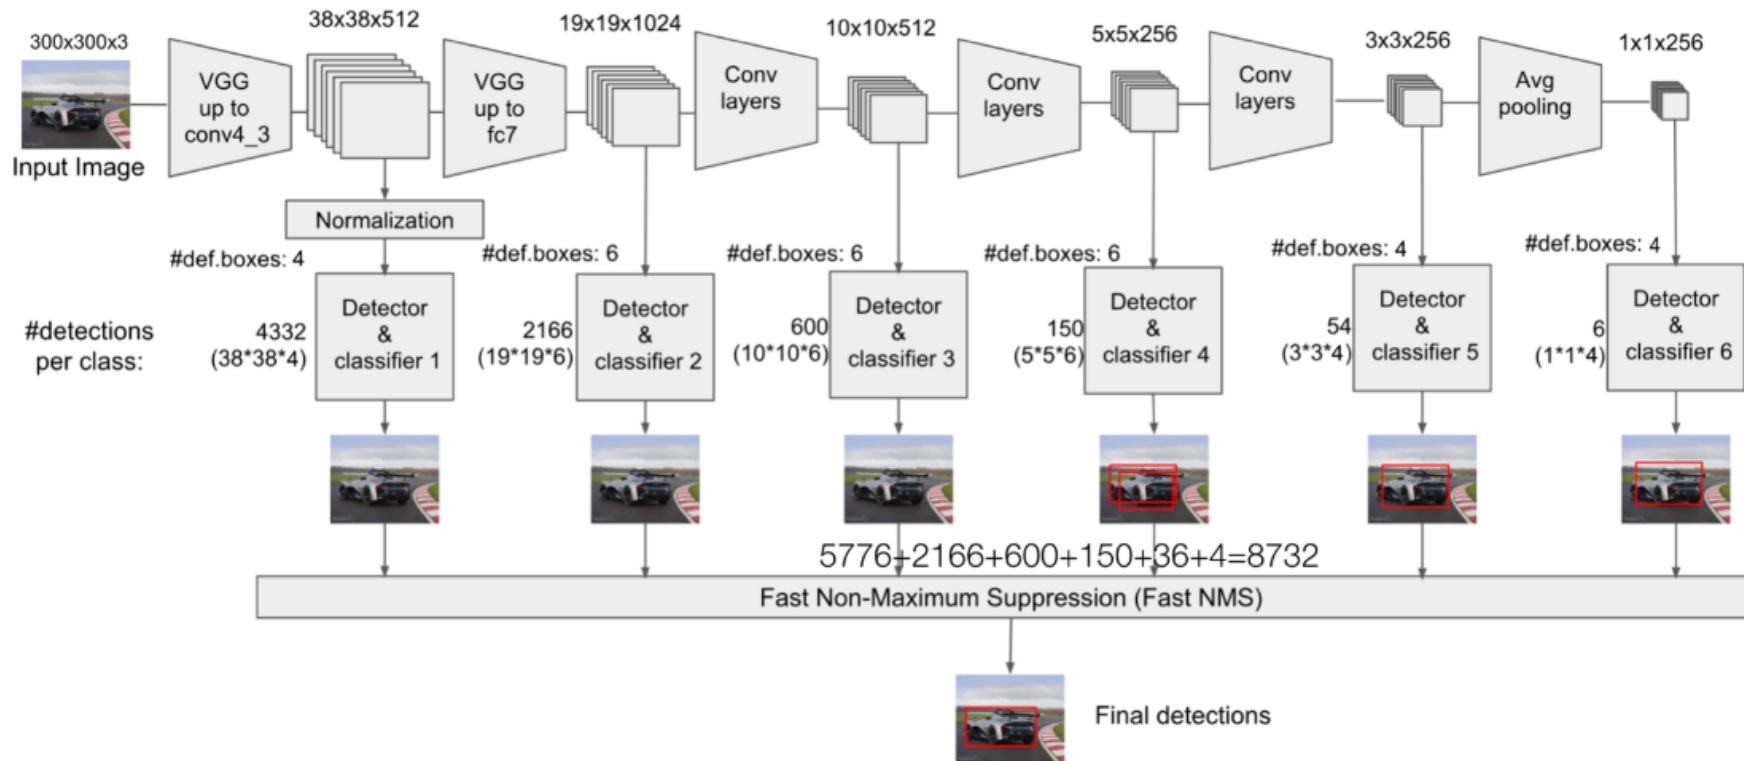 300x300x3
38x38x512
19x19x1024
10x10x512
5x5x256
3x3x256
1x1x256
VGG
up to
conv4_3
VGG
up to
fc7
Conv
layers
Conv
layers
Conv
layers
Avg
pooling
Input Image
Normalization
#def.boxes: 4
#def.boxes: 6
#def.boxes: 6
#def.boxes: 6
#def.boxes: 4
#def.boxes: 4
#detections
per class:
4332
(38*38*4)
Detector
&
classifier 1
2166
(19*19*6)
Detector
&
classifier 2
600
(10*10*6)
Detector
&
classifier 3
150
(5*5*6)
Detector
&
classifier 4
54
(3*3*4)
Detector
&
classifier 5
6
(1*1*4)
Detector
&
classifier 6
5776+2166+600+150+36+4=8732
Fast Non-Maximum Suppression (Fast NMS)
Final detections